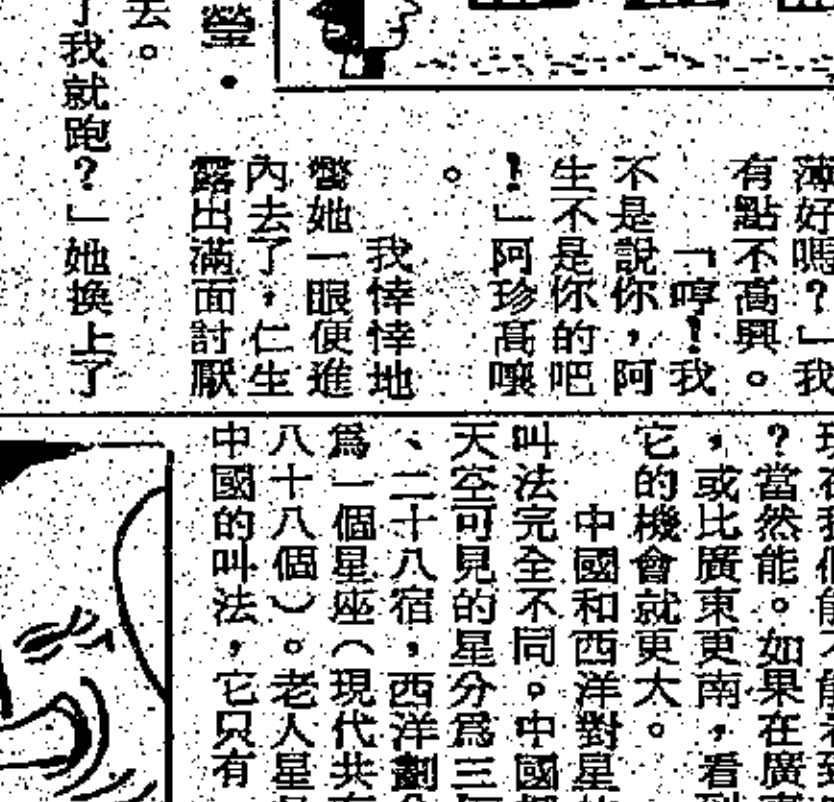 薄好嗎？」我
有點不高興。
「哼！我
不是說你，阿
生不是你的吧
！」阿珍高嚷
。
我悻悻地
瞥她一眼便進
內去了，仁生
露出滿面討厭
去。
了我就跑？」她換上了
瑩．
？當然能。如果在廣
，或比廣東更南，看到
它的機會就更大。
中國和西洋對星
叫法完全不同。中國
天空可見的星分為三
、二十八宿，西洋劃
為一個星座（現代共有
八十八個）。老人星
中國的叫法，它只有